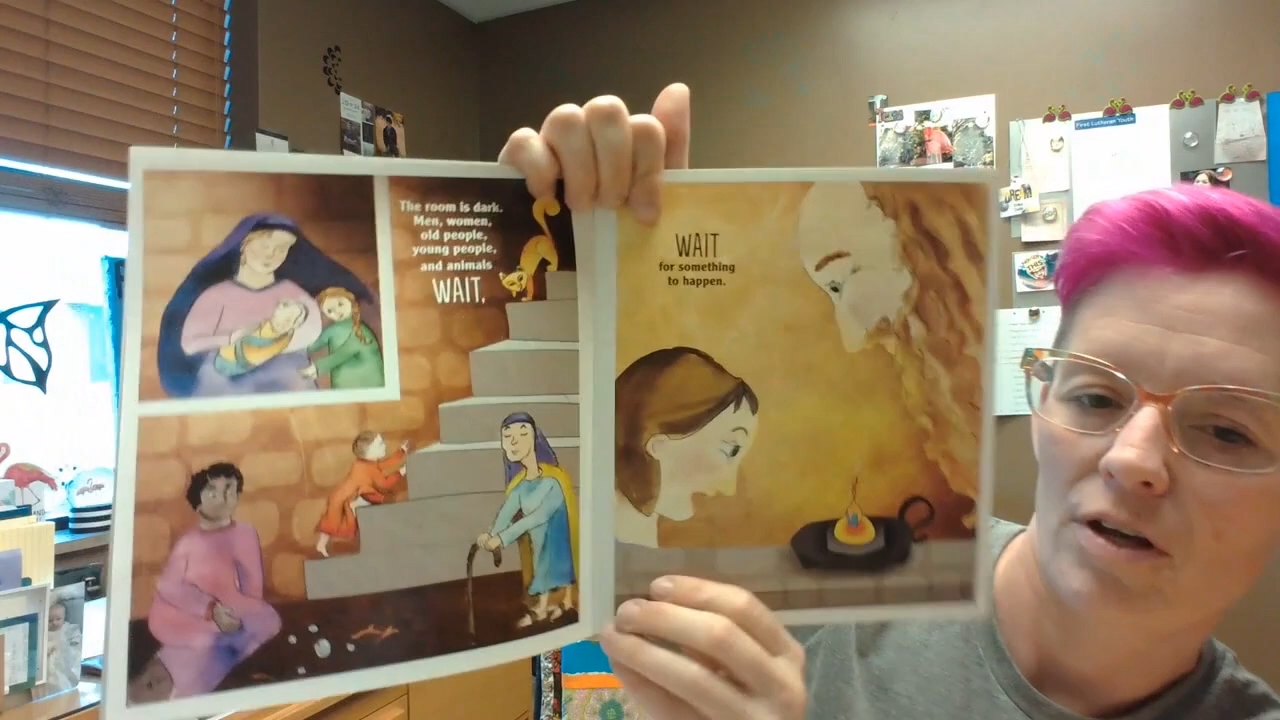 The room is dark.
Men, women,
old people,
young people,
and animals
WAIT,
WAIT
for something
to happen.
First Lutheran Youth